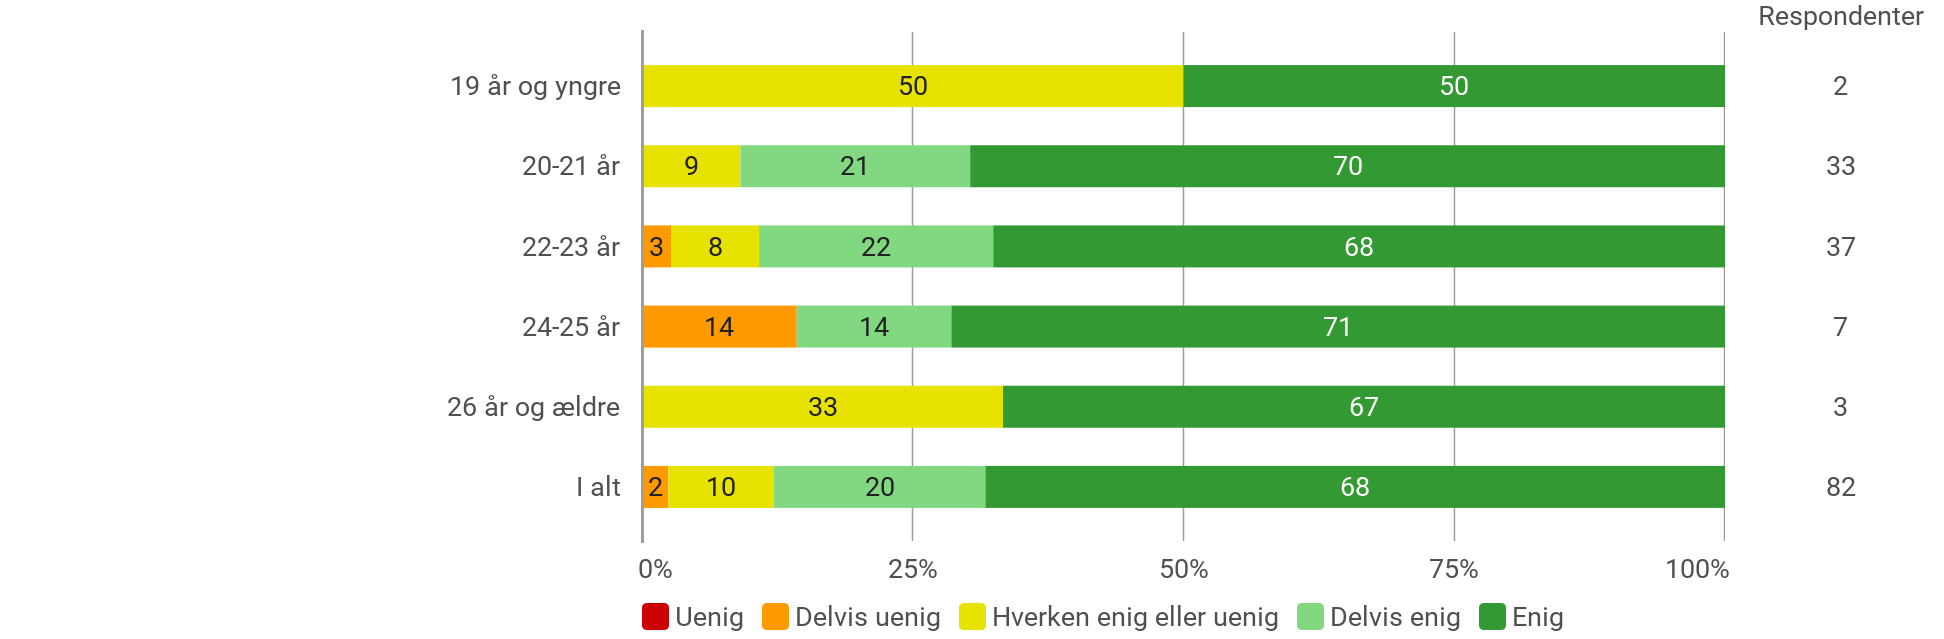 Respondenter
19 år og yngre 50 50 2
20-21 år 9 21 70 33
22-23 år 3 8 22 68 37
24-25 år 14 14 71 7
26 år og ældre 33 67 3
I alt 2 10 20 68 82
0% 25% 50% 75% 100%
Uenig Delvis uenig Hverken enig eller uenig Delvis enig Enig